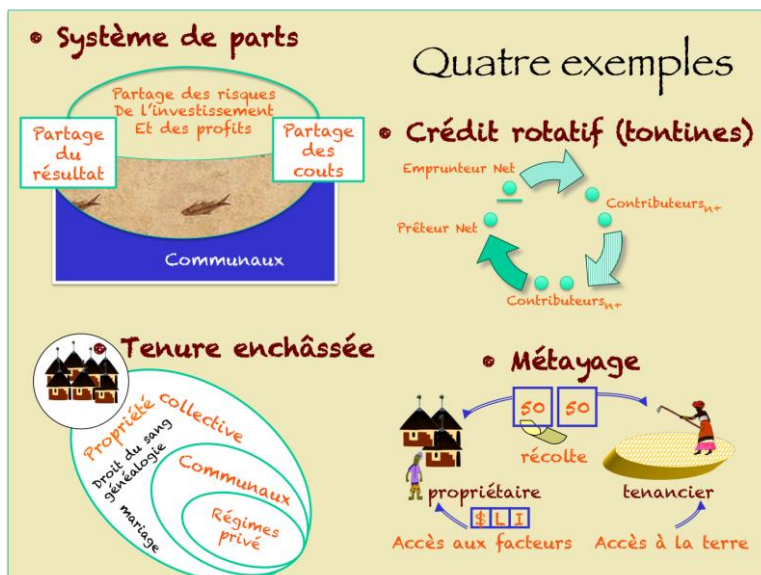 Quatre exemples
Système de parts
Partage des risques
De l'investissement
Et des profits
Partage
du
résultat
Partage
des
couts
Communaux
Crédit rotatif (tontines)
Emprunteur Net
Contributeurs n+
Prêteur Net
Contributeurs n+
Tenure enchâssée
Propriété collective
Droit du sang
généalogie
mariage
Communaux
Régimes
privé
Métayage
50 50
récolte
propriétaire
tenancier
$ L I
Accès aux facteurs
Accès à la terre